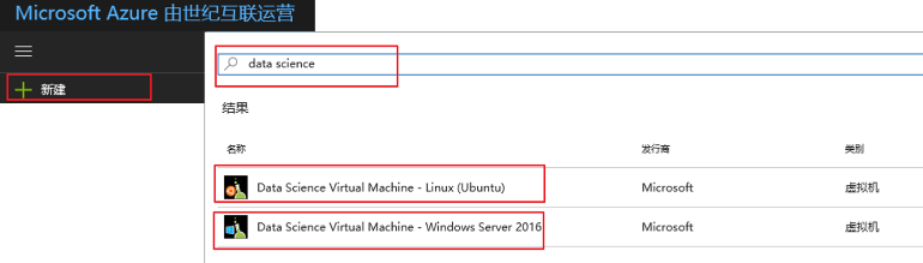 Microsoft Azure 由世纪互联运营
data science
新建
结果
名称 发行商 类别
Data Science Virtual Machine - Linux (Ubuntu) Microsoft 虚拟机
Data Science Virtual Machine - Windows Server 2016 Microsoft 虚拟机